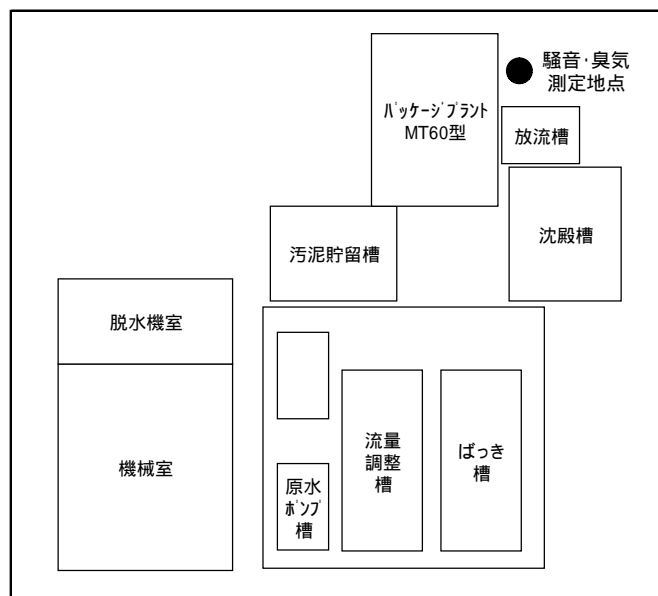 騒音･臭気
測定地点
ﾊﾟｯｹｰｼﾞﾌﾟﾗﾝﾄ
MT60型
放流槽
汚泥貯留槽
沈殿槽
脱水機室
機械室
流量
調整
槽
ばっき
槽
原水
ﾎﾟﾝﾌﾟ
槽